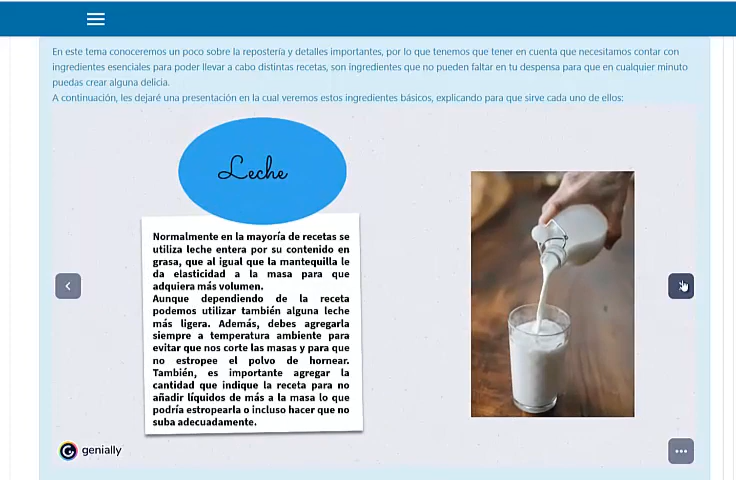 En este tema conoceremos un poco sobre la repostería y detalles importantes, por lo que tenemos que tener en cuenta que necesitamos contar con
ingredientes esenciales para poder llevar a cabo distintas recetas, son ingredientes que no pueden faltar en tu despensa para que en cualquier minuto
puedas crear alguna delicia.
A continuación, les dejaré una presentación en la cual veremos estos ingredientes básicos, explicando para que sirve cada uno de ellos:
Leche
Normalmente en la mayoría de recetas se
utiliza leche entera por su contenido en
grasa, que al igual que la mantequilla le
da elasticidad a la masa para que
adquiera más volumen.
Aunque dependiendo de la receta
podemos utilizar también alguna leche
más ligera. Además, debes agregarla
siempre a temperatura ambiente para
evitar que nos corte las masas y para que
no estropee el polvo de hornear.
También, es importante agregar la
cantidad que indique la receta para no
añadir líquidos de más a la masa lo que
podría estropearla o incluso hacer que no
suba adecuadamente.
genially